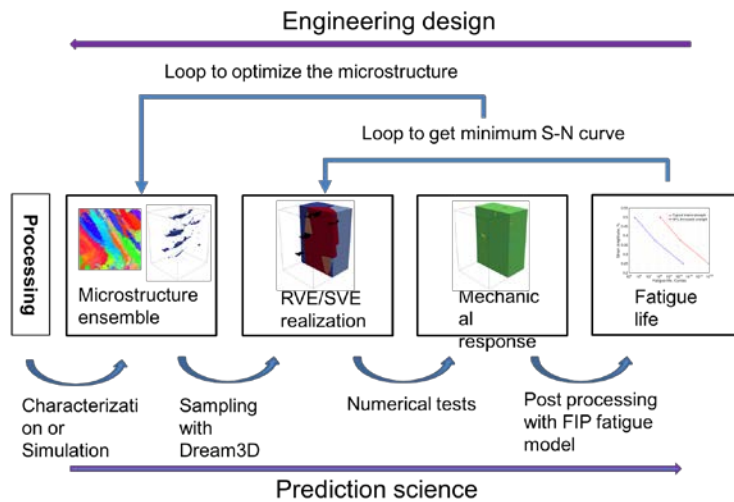 Engineering design
Loop to optimize the microstructure
Loop to get minimum S-N curve
Processing
Microstructure
ensemble
RVE/SVE
realization
Mechanic
al
response
Fatigue
life
Characterizati
on or
Simulation
Sampling
with
Dream3D
Numerical tests
Post processing
with FIP fatigue
model
Prediction science